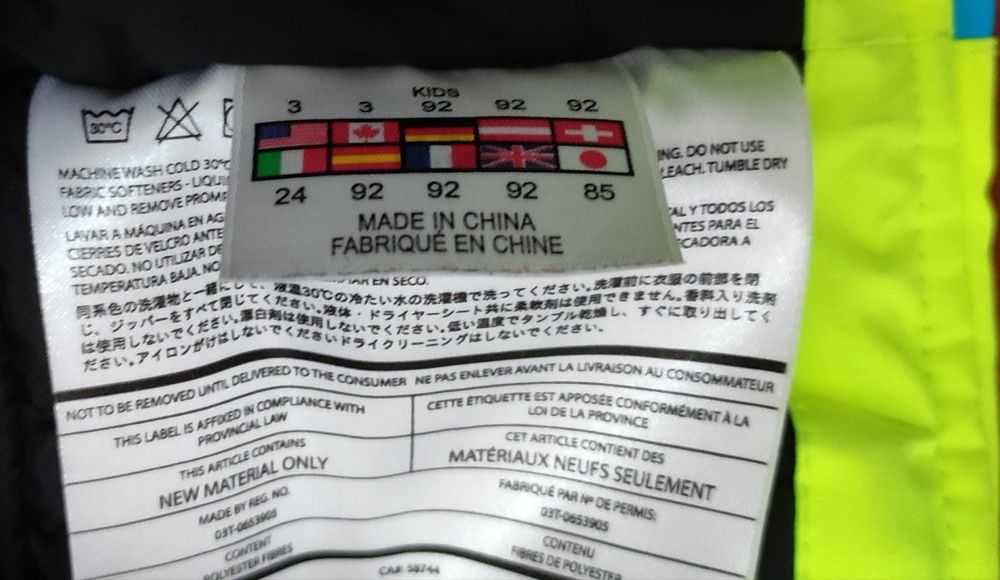 KIDS
3 3 92 92 92
24 92 92 92 85
MADE IN CHINA
FABRIQUÉ EN CHINE
30°C
MACHINE WASH COLD 30°C
FABRIC SOFTENERS - LIQUI
LOW AND REMOVE PROMP
LAVAR A MÁQUINA EN AG
CIERRES DE VELCRO ANTE
SECADO. NO UTILIZAR DE
TEMPERATURA BAJA. NO
ING. DO NOT USE
LEACH. TUMBLE DRY
AL Y TODOS LOS
NTES PARA EL
ECADORA A
EN SECO.
同系色の洗濯物と一緒にして、液温30℃の冷たい水の洗濯機で洗ってください。洗濯前に衣服の前部を閉
じ、ジッパーをすべて閉じてください。液体・ドライヤーシート共に柔軟剤は使用できません。香料入り洗剤
は使用しないでください。漂白剤は使用しないでください。低い温度でタンブル乾燥し、すぐに取り出してく
ださい。アイロンがけはしないでくださいドライクリーニングはしないでください。
NOT TO BE REMOVED UNTIL DELIVERED TO THE CONSUMER NE PAS ENLEVER AVANT LA LIVRAISON AU CONSOMMATEUR
THIS LABEL IS AFFIXED IN COMPLIANCE WITH
PROVINCIAL LAW
CETTE ÉTIQUETTE EST APPOSÉE CONFORMÉMENT À LA
LOI DE LA PROVINCE
THIS ARTICLE CONTAINS
NEW MATERIAL ONLY
CET ARTICLE CONTIENT DES
MATÉRIAUX NEUFS SEULEMENT
MADE BY REG. NO.
03T-0653905
FABRIQUÉ PAR Nº DE PERMIS:
03T-0653905
CONTENT
POLYESTER FIBRES
CONTENU
FIBRES DE POLYESTER
CA#: 58744